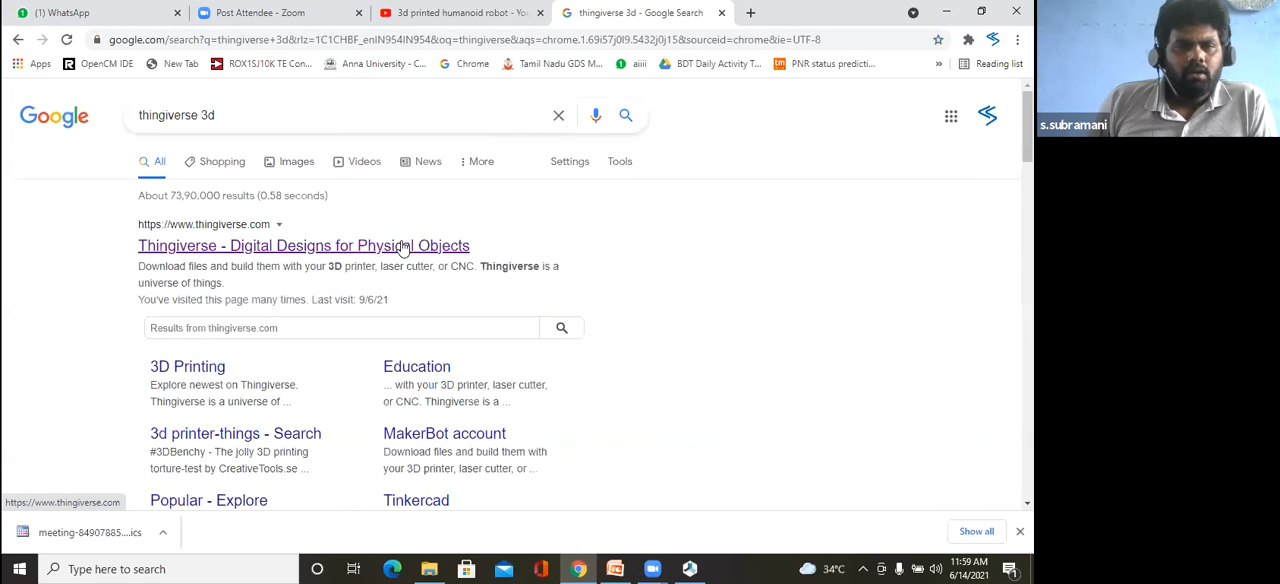 (1) WhatsApp
Post Attendee - Zoom
3d printed humanoid robot - Yo
thingiverse 3d - Google Search
google.com/search?q=thingiverse+3d&rlz=1C1CHBF_enIN954IN954&oq=thingiverse&aqs=chrome.1.69i57j0l9.5432j0j15&sourceid=chrome&ie=UTF-8
Apps
OpenCM IDE
New Tab
ROX1SJ10K TE Con...
Anna University - C...
Chrome
Tamil Nadu GDS M...
aiii
BDT Daily Activity T...
PNR status predicti...
»
Reading list
s.subramani
Google
thingiverse 3d
All
Shopping
Images
Videos
News
More
Settings
Tools
About 73,90,000 results (0.58 seconds)
https://www.thingiverse.com
Thingiverse - Digital Designs for Physical Objects
Download files and build them with your 3D printer, laser cutter, or CNC. Thingiverse is a
universe of things.
You've visited this page many times. Last visit: 9/6/21
Results from thingiverse.com
3D Printing
Explore newest on Thingiverse.
Thingiverse is a universe of ...
Education
... with your 3D printer, laser cutter,
or CNC. Thingiverse is a ...
3d printer-things - Search
#3DBenchy - The jolly 3D printing
torture-test by CreativeTools.se ...
MakerBot account
Download files and build them with
your 3D printer, laser cutter, or ...
Popular - Explore
Tinkercad
https://www.thingiverse.com
meeting-84907885....ics
Show all
Type here to search
34°C
11:59 AM
6/14/2021
1